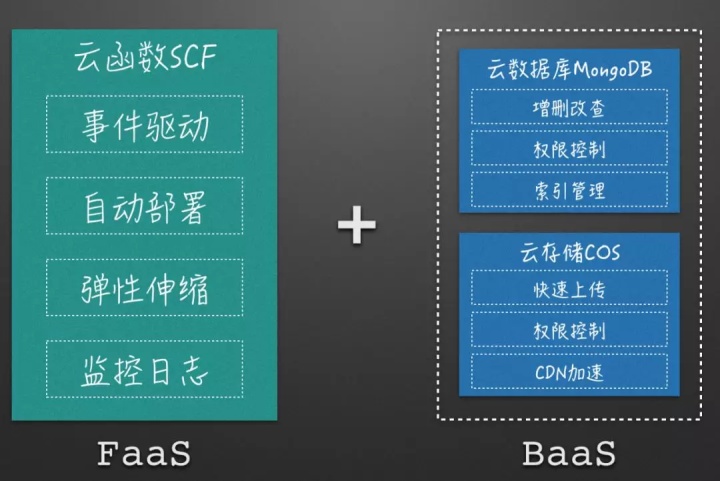 云函数SCF
事件驱动
自动部署
弹性伸缩
监控日志
FaaS
+
云数据库MongoDB
增删改查
权限控制
索引管理
云存储COS
快速上传
权限控制
CDN加速
BaaS